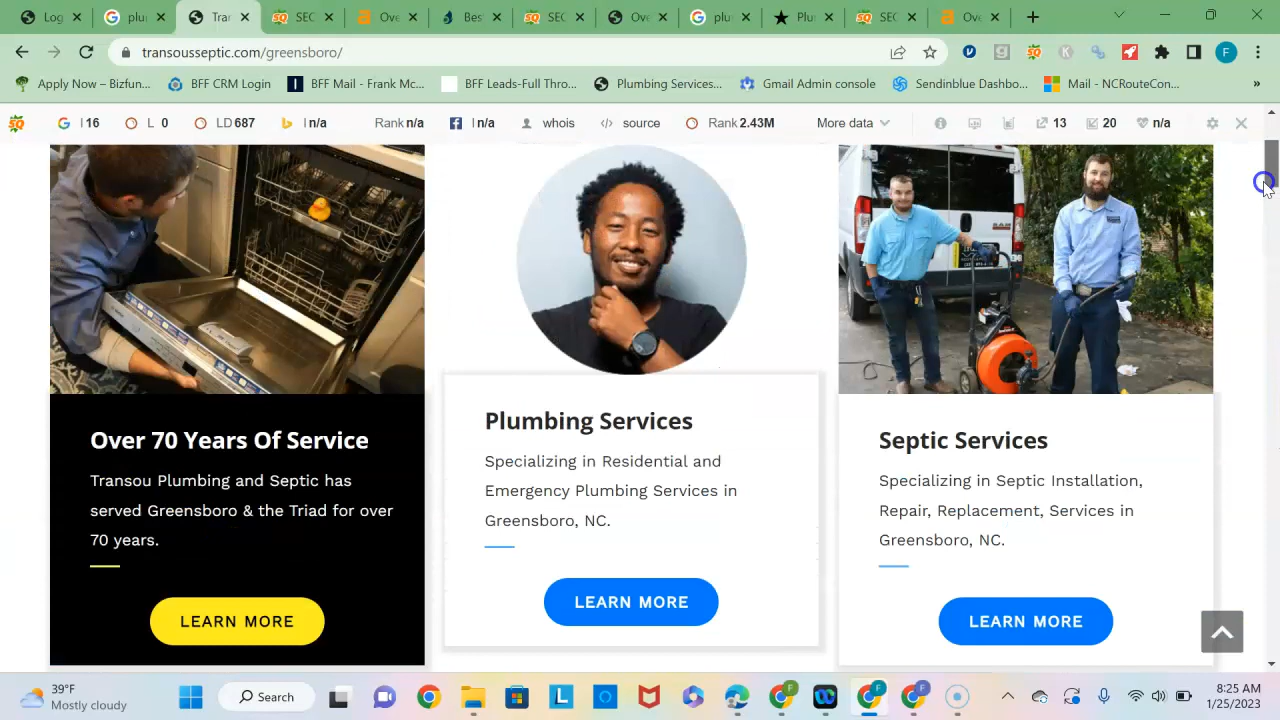 Log
plu
Tra
SEC
Ove
Bes
SEC
Ove
plu
Plu
SEC
Ove
transousseptic.com/greensboro/
F
Apply Now – Bizfun...
BFF CRM Login
BFF Mail - Frank Mc...
BFF Leads-Full Thro...
Plumbing Services...
Gmail Admin console
Sendinblue Dashbo...
Mail - NCRouteCon...
»
I 16
L 0
LD 687
I n/a
Rank n/a
I n/a
whois
source
Rank 2.43M
More data
13
20
n/a
Over 70 Years Of Service
Transou Plumbing and Septic has
served Greensboro & the Triad for over
70 years.
LEARN MORE
Plumbing Services
Specializing in Residential and
Emergency Plumbing Services in
Greensboro, NC.
LEARN MORE
Septic Services
Specializing in Septic Installation,
Repair, Replacement, Services in
Greensboro, NC.
LEARN MORE
39°F
Mostly cloudy
Search
8:25 AM
1/25/2023